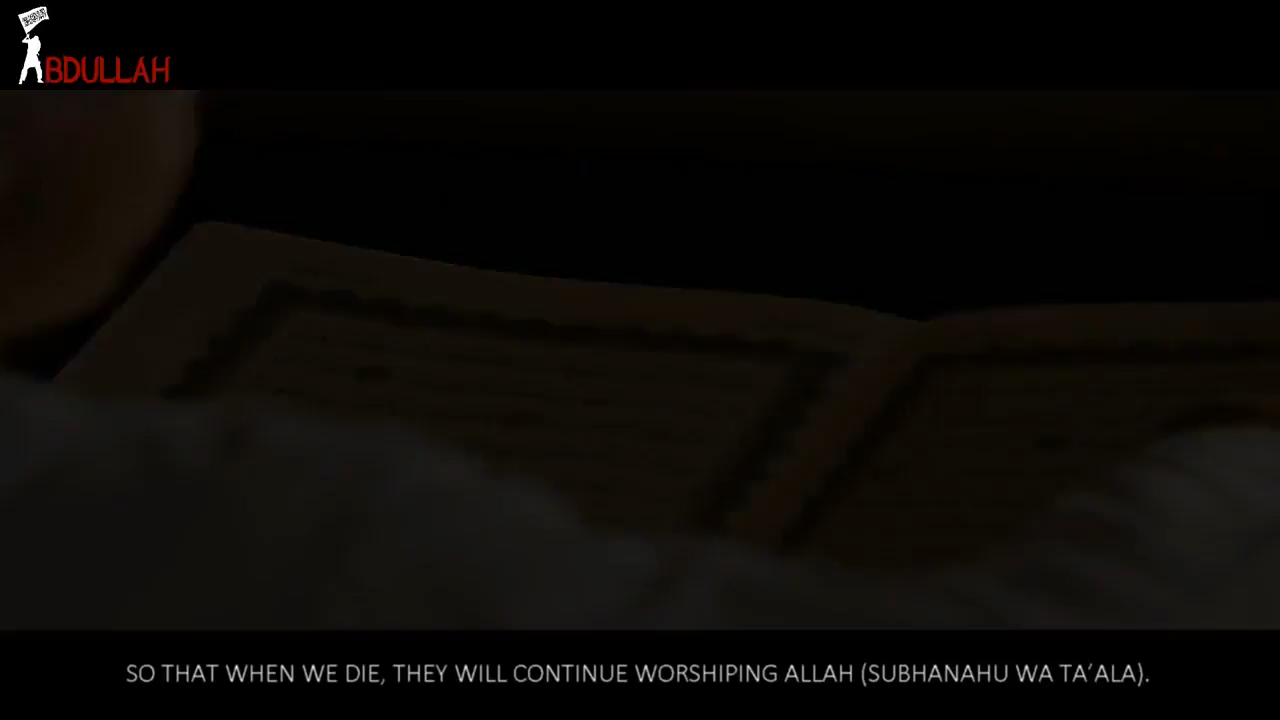 ABDULLAH
SO THAT WHEN WE DIE, THEY WILL CONTINUE WORSHIPING ALLAH (SUBHANAHU WA TA'ALA).